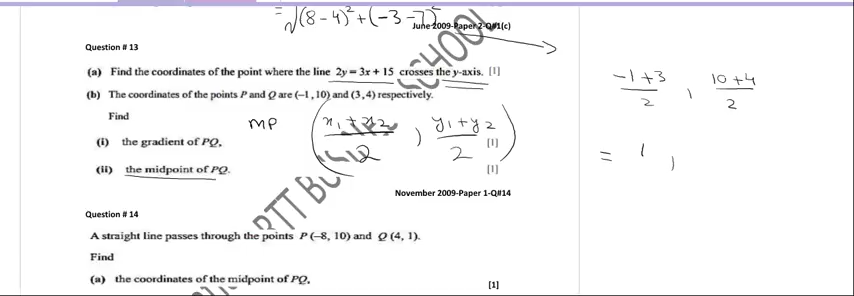 = √(8-4)² + (-3-7)²
June 2009-Paper 2-Q#1(c)
Question # 13
(a) Find the coordinates of the point where the line 2y = 3x + 15 crosses the y-axis. [1]
(b) The coordinates of the points P and Q are (-1, 10) and (3, 4) respectively.
Find
MP ( x₁ + x₂ / 2 , y₁ + y₂ / 2 )
(i) the gradient of PQ, [1]
(ii) the midpoint of PQ. [1]
November 2009-Paper 1-Q#14
Question # 14
A straight line passes through the points P (-8, 10) and Q (4, 1).
Find
(a) the coordinates of the midpoint of PQ, [1]
-1+3 / 2 , 10+4 / 2
= 1 ,
SCHOOL